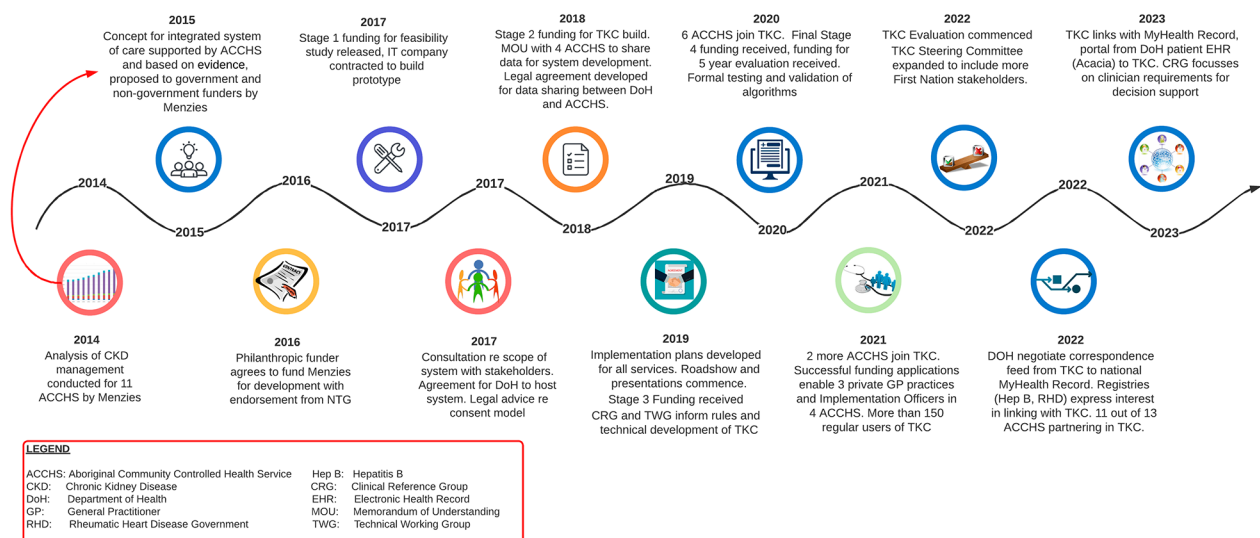 2015
Concept for integrated system
of care supported by ACCHS
and based on evidence,
proposed to government and
non-government funders by
Menzies
2017
Stage 1 funding for feasibility
study released, IT company
contracted to build
prototype
2018
Stage 2 funding for TKC build.
MOU with 4 ACCHS to share
data for system development.
Legal agreement developed
for data sharing between DoH
and ACCHS.
2020
6 ACCHS join TKC. Final Stage
4 funding received, funding for
5 year evaluation received.
Formal testing and validation of
algorithms
2022
TKC Evaluation commenced
TKC Steering Committee
expanded to include more
First Nation stakeholders.
2023
TKC links with MyHealth Record,
portal from DoH patient EHR
(Acacia) to TKC. CRG focusses
on clinician requirements for
decision support
2014
2015
2016
2017
2017
2018
2019
2020
2021
2022
2022
2023
CONTRACT
2014
Analysis of CKD
management
conducted for 11
ACCHS by Menzies
2016
Philanthropic funder
agrees to fund Menzies
for development with
endorsement from NTG
2017
Consultation re scope of
system with stakeholders.
Agreement for DoH to host
system. Legal advice re
consent model
2019
Implementation plans developed
for all services. Roadshow and
presentations commence.
Stage 3 Funding received
CRG and TWG inform rules and
technical development of TKC
2021
2 more ACCHS join TKC.
Successful funding applications
enable 3 private GP practices
and Implementation Officers in
4 ACCHS. More than 150
regular users of TKC
2022
DOH negotiate correspondence
feed from TKC to national
MyHealth Record. Registries
(Hep B, RHD) express interest
in linking with TKC. 11 out of 13
ACCHS partnering in TKC.
LEGEND
ACCHS: Aboriginal Community Controlled Health Service Hep B: Hepatitis B
CKD: Chronic Kidney Disease CRG: Clinical Reference Group
DoH: Department of Health EHR: Electronic Health Record
GP: General Practitioner MOU: Memorandum of Understanding
RHD: Rheumatic Heart Disease Government TWG: Technical Working Group